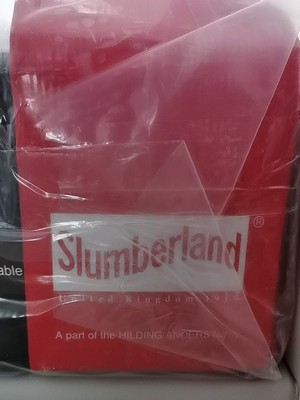 Slumberland
®
United Kingdom
able
A part of the HILDING ANDERS